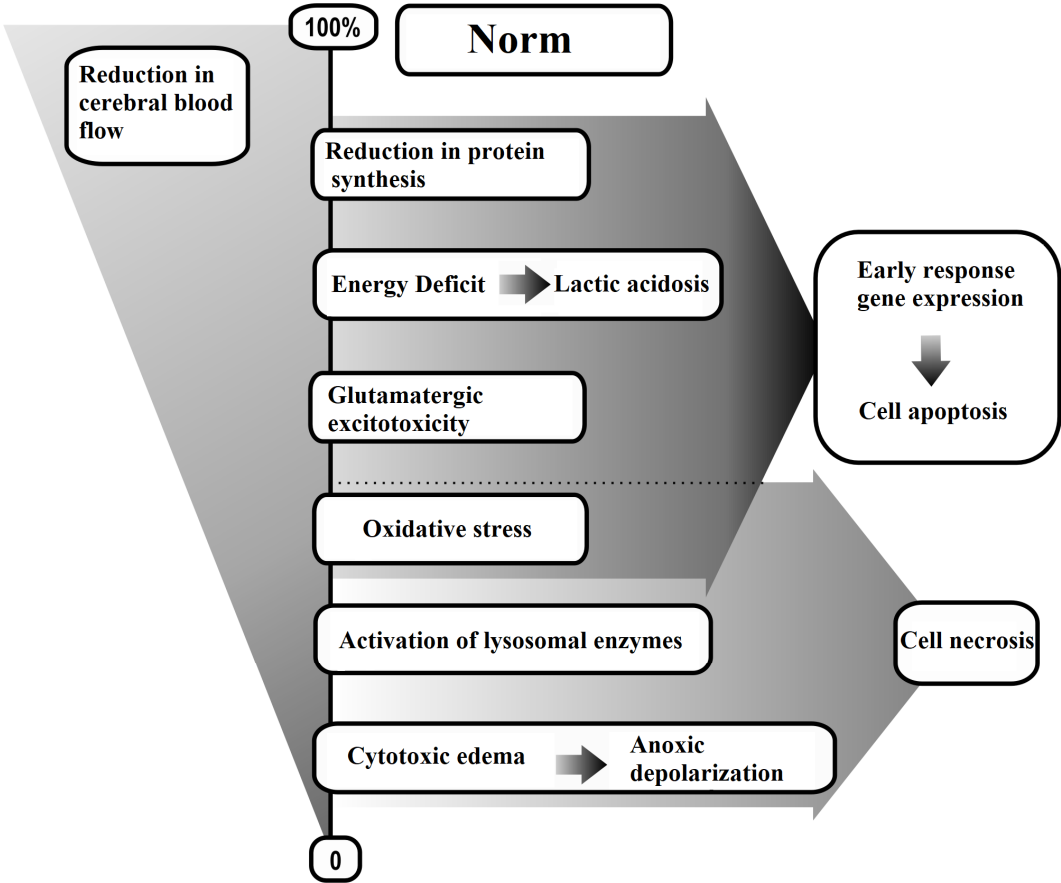 100%
Norm
Reduction in
cerebral blood
flow
Reduction in protein
synthesis
Energy Deficit
Lactic acidosis
Early response
gene expression
Cell apoptosis
Glutamatergic
excitotoxicity
Oxidative stress
Activation of lysosomal enzymes
Cell necrosis
Cytotoxic edema
Anoxic
depolarization
0